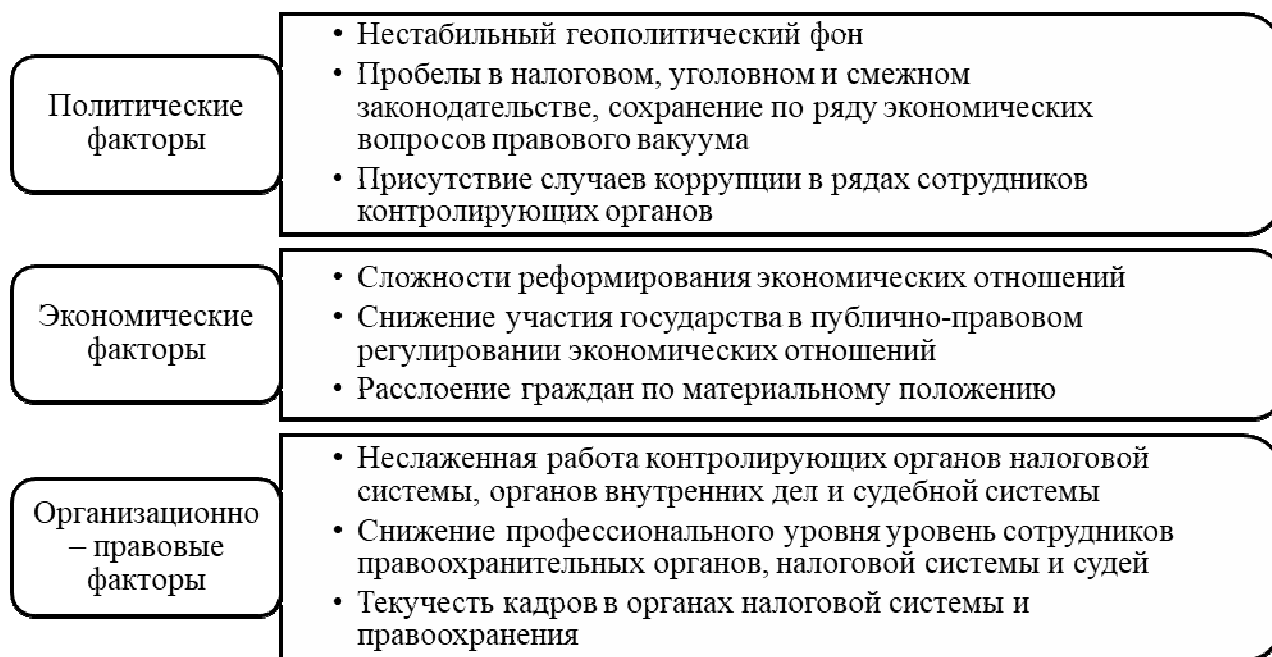 Политические
факторы
• Нестабильный геополитический фон
• Пробелы в налоговом, уголовном и смежном
законодательстве, сохранение по ряду экономических
вопросов правового вакуума
• Присутствие случаев коррупции в рядах сотрудников
контролирующих органов
Экономические
факторы
• Сложности реформирования экономических отношений
• Снижение участия государства в публично-правовом
регулировании экономических отношений
• Расслоение граждан по материальному положению
Организационно
– правовые
факторы
• Неслаженная работа контролирующих органов налоговой
системы, органов внутренних дел и судебной системы
• Снижение профессионального уровня уровень сотрудников
правоохранительных органов, налоговой системы и судей
• Текучесть кадров в органах налоговой системы и
правоохранения